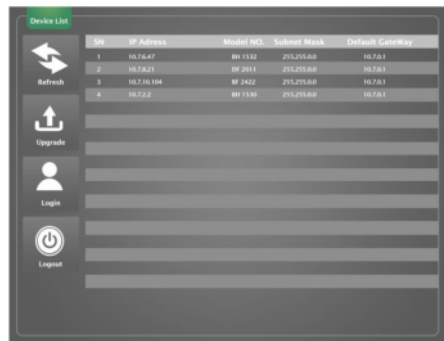 Device List
SN IP Adress Model NO. Subnet Mask Default GateWay
1 10.7.6.47 BH 1532 255.255.0.0 10.7.0.1
2 10.7.8.21 DF 2011 255.255.0.0 10.7.0.1
3 10.7.10.104 BF 2422 255.255.0.0 10.7.0.1
4 10.7.2.2 BH 1530 255.255.0.0 10.7.0.1
Refresh
Upgrade
Login
Logout